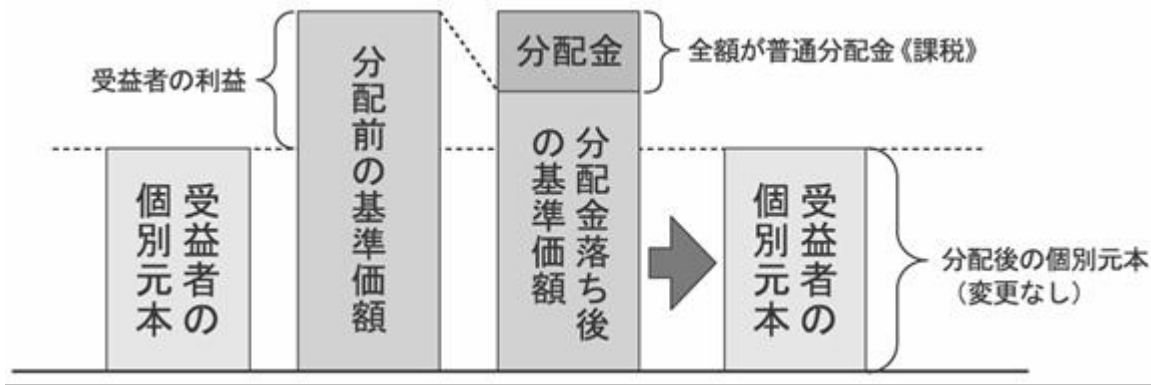 受益者の利益
受益者の
個別元本
分配前の基準価額
分配金
全額が普通分配金《課税》
分配金落ち後
の基準価額
受益者の
個別元本
分配後の個別元本
（変更なし）